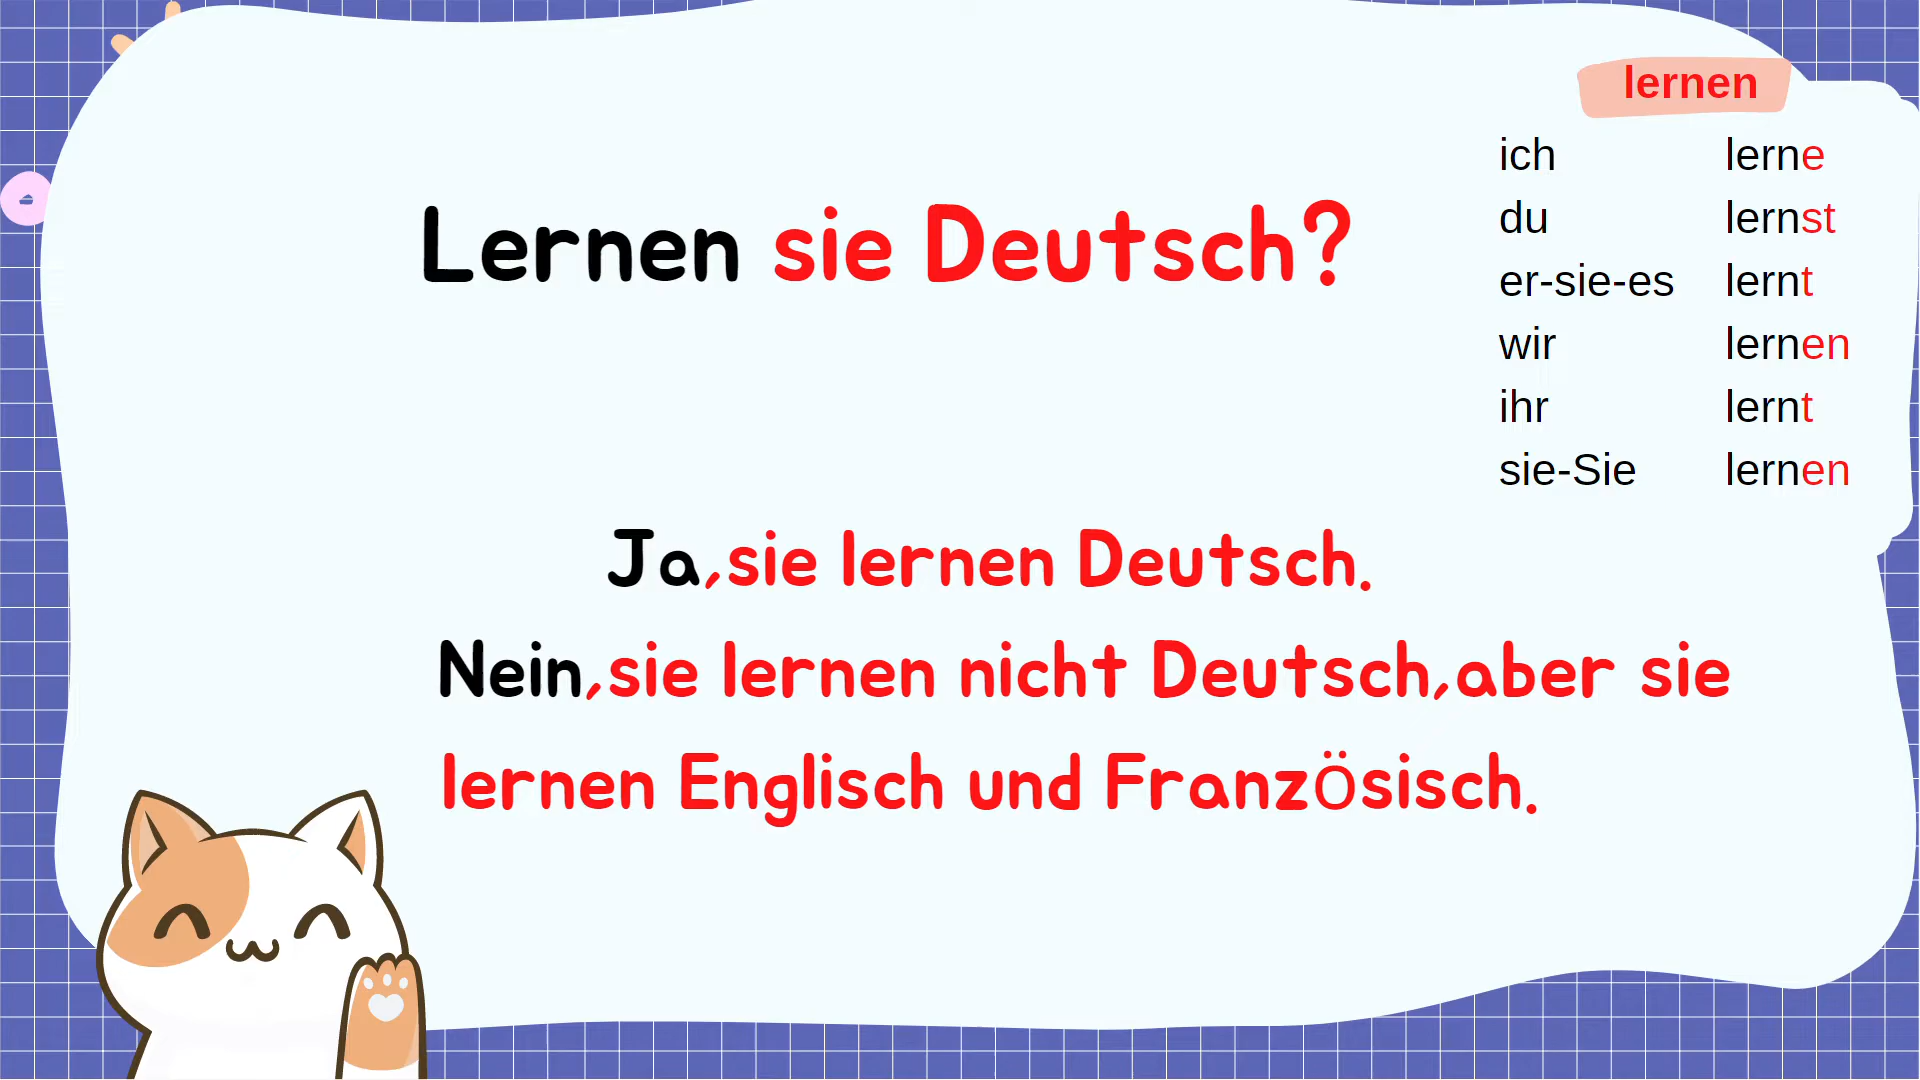 lernen
ich lerne
du lernst
er-sie-es lernt
wir lernen
ihr lernt
sie-Sie lernen
Lernen sie Deutsch?
Ja,sie lernen Deutsch.
Nein,sie lernen nicht Deutsch,aber sie
lernen Englisch und FranzÖsisch.